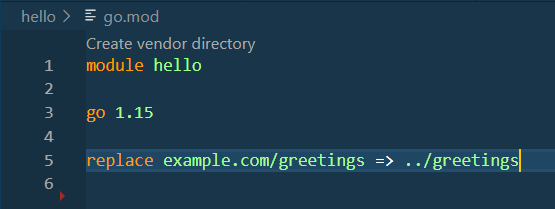 hello > go.mod
Create vendor directory
1 module hello
2
3 go 1.15
4
5 replace example.com/greetings => ../greetings
6